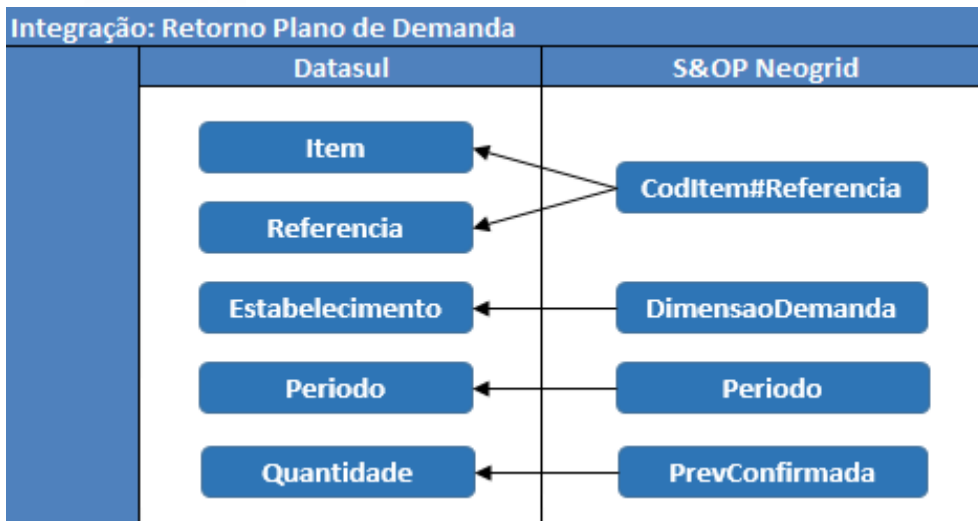 Integração: Retorno Plano de Demanda
Datasul
S&OP Neogrid
Item
CodItem#Referencia
Referencia
Estabelecimento
DimensaoDemanda
Periodo
Periodo
Quantidade
PrevConfirmada